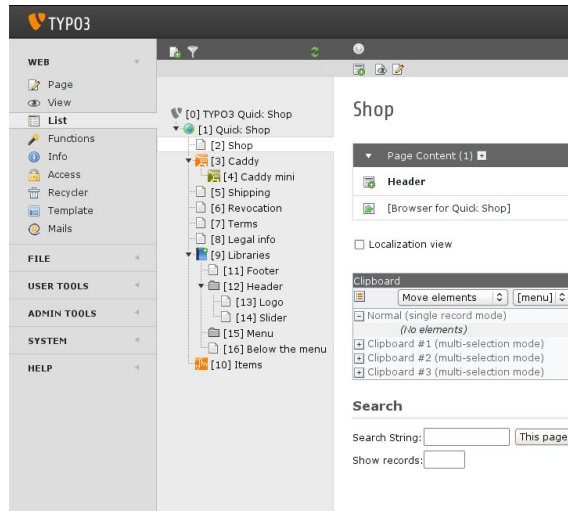 TYPO3
WEB
Page
View
List
Functions
Info
Access
Recycler
Template
Mails
FILE
USER TOOLS
ADMIN TOOLS
SYSTEM
HELP
[0] TYPO3 Quick Shop
[1] Quick Shop
[2] Shop
[3] Caddy
[4] Caddy mini
[5] Shipping
[6] Revocation
[7] Terms
[8] Legal info
[9] Libraries
[11] Footer
[12] Header
[13] Logo
[14] Slider
[15] Menu
[16] Below the menu
[10] Items
Shop
Page Content (1)
Header
[Browser for Quick Shop]
Localization view
Clipboard
Move elements [menu]
Normal (single record mode)
(No elements)
Clipboard #1 (multi-selection mode)
Clipboard #2 (multi-selection mode)
Clipboard #3 (multi-selection mode)
Search
Search String: This page
Show records: